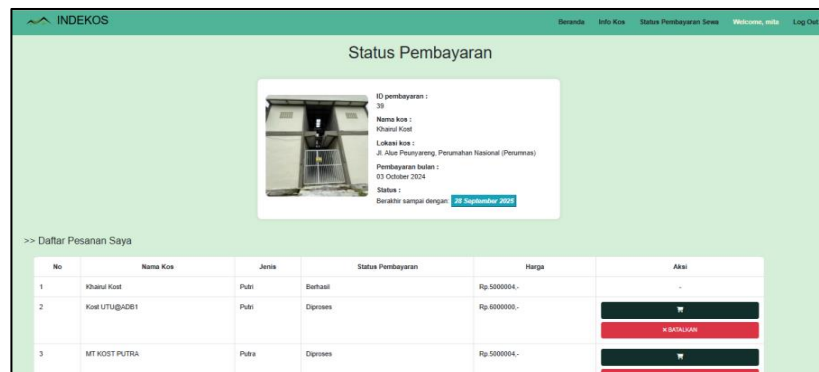 INDEKOS
Beranda Info Kos Status Pembayaran Sewa Welcome, mita Log Out
Status Pembayaran
ID pembayaran :
39
Nama kos :
Khairul Kost
Lokasi kos :
Jl. Alue Peunyareng, Perumahan Nasional (Perumnas)
Pembayaran bulan :
03 October 2024
Status :
Berakhir sampai dengan: 28 September 2025
>> Daftar Pesanan Saya
No Nama Kos Jenis Status Pembayaran Harga Aksi
1 Khairul Kost Putri Berhasil Rp.5000004,- -
2 Kost UTU@ADB1 Putri Diproses Rp.6000000,-
× BATALKAN
3 MT KOST PUTRA Putra Diproses Rp.5000004,-